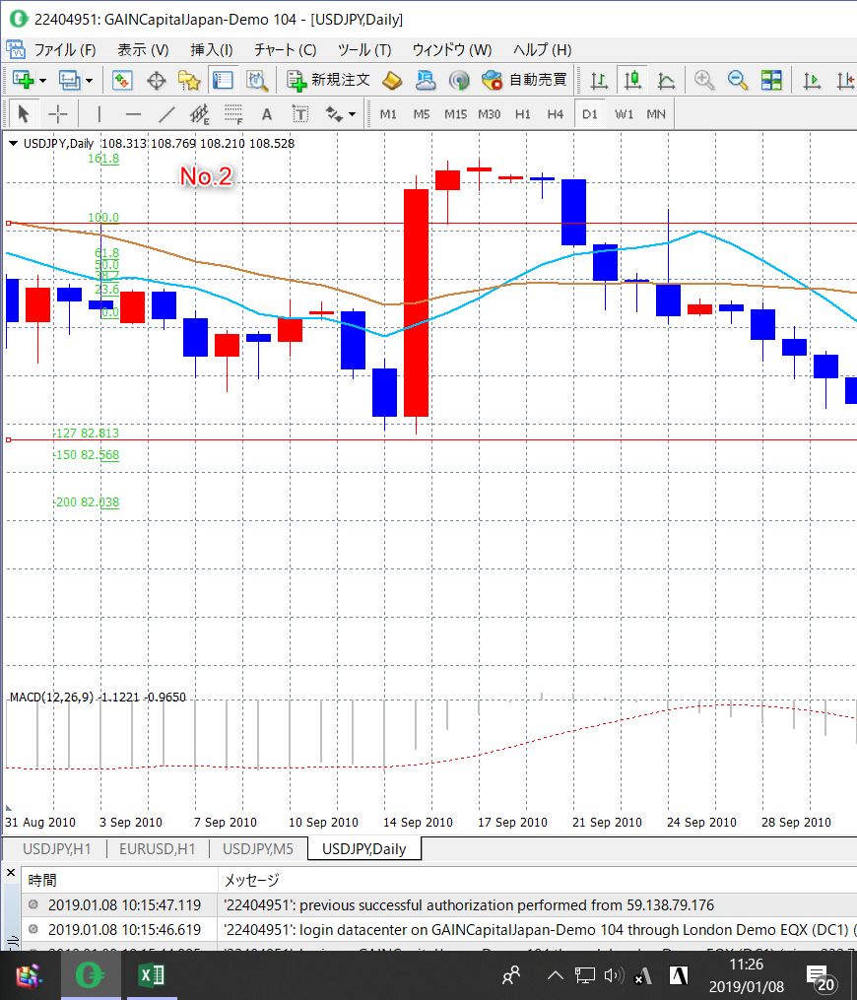 22404951: GAINCapitalJapan-Demo 104 - [USDJPY,Daily]
ファイル (F) 表示 (V) 挿入(I) チャート (C) ツール (T) ウィンドウ (W) ヘルプ (H)
新規注文 自動売買
E F A T M1 M5 M15 M30 H1 H4 D1 W1 MN
USDJPY,Daily 108.313 108.769 108.210 108.528
161.8
No.2
100.0
61.8
50.0
23.6
0.0
-127 82.813
-150 82.568
-200 82.038
MACD(12,26,9) -1.1221 -0.9650
31 Aug 2010 3 Sep 2010 7 Sep 2010 10 Sep 2010 14 Sep 2010 17 Sep 2010 21 Sep 2010 24 Sep 2010 28 Sep 2010
USDJPY,H1 EURUSD,H1 USDJPY,M5 USDJPY,Daily
時間 メッセージ
2019.01.08 10:15:47.119 '22404951': previous successful authorization performed from 59.138.79.176
2019.01.08 10:15:46.619 '22404951': login datacenter on GAINCapitalJapan-Demo 104 through London Demo EQX (DC1) (
A 11:26
2019/01/08
20